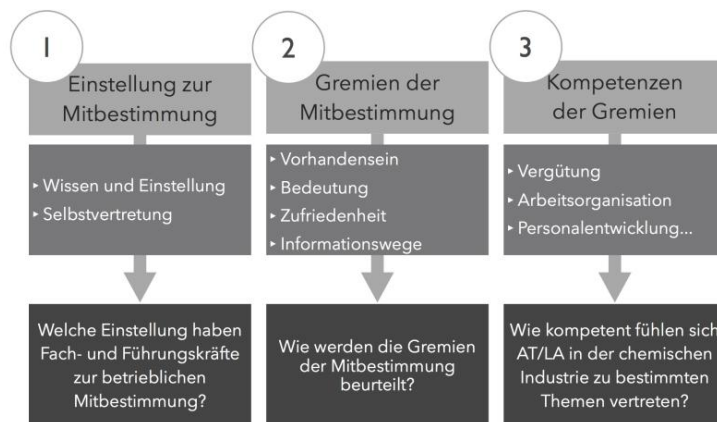 1
Einstellung zur
Mitbestimmung
▸ Wissen und Einstellung
▸ Selbstvertretung
Welche Einstellung haben
Fach- und Führungskräfte
zur betrieblichen
Mitbestimmung?
2
Gremien der
Mitbestimmung
▸ Vorhandensein
▸ Bedeutung
▸ Zufriedenheit
▸ Informationswege
Wie werden die Gremien
der Mitbestimmung
beurteilt?
3
Kompetenzen
der Gremien
▸ Vergütung
▸ Arbeitsorganisation
▸ Personalentwicklung...
Wie kompetent fühlen sich
AT/LA in der chemischen
Industrie zu bestimmten
Themen vertreten?